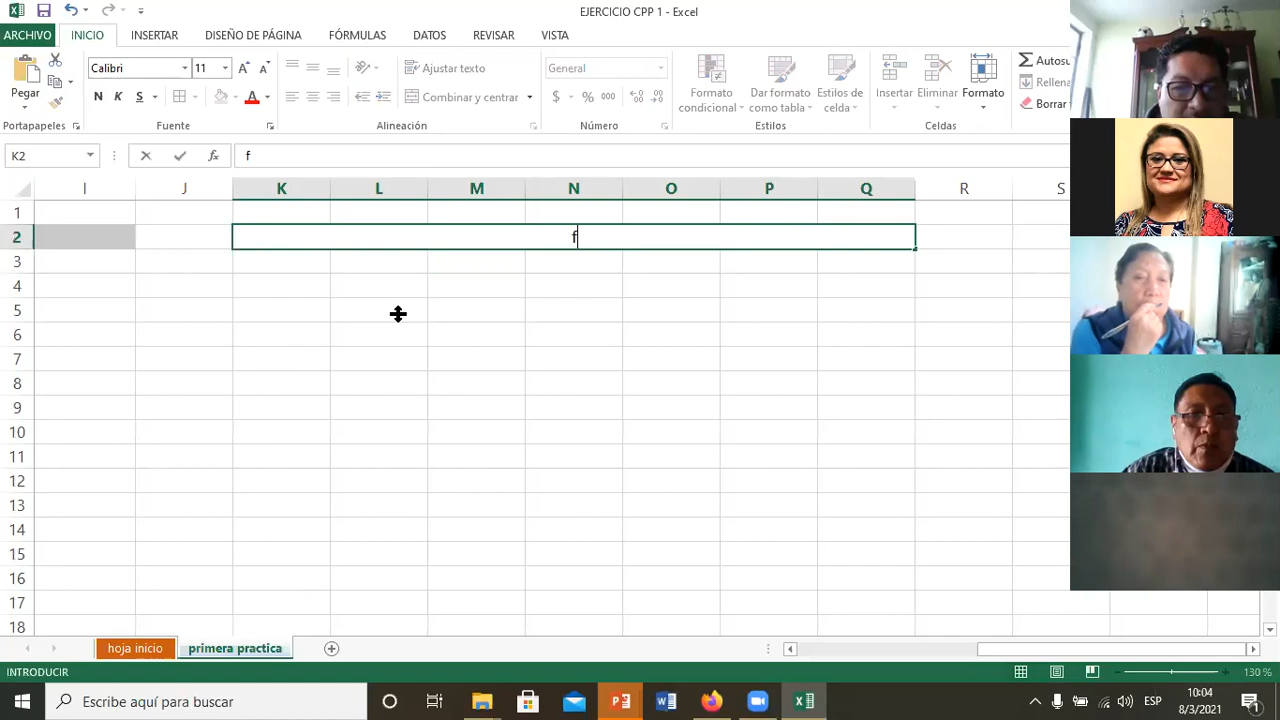 EJERCICIO CPP 1 - Excel
ARCHIVO INICIO INSERTAR DISEÑO DE PÁGINA FÓRMULAS DATOS REVISAR VISTA
Calibri 11 Ajustar texto General Autosu
Pegar N K S Combinar y centrar $ % 000 Formato condicional Dar formato como tabla Estilos de celda Insertar Eliminar Formato Rellena
Borrar
Portapapeles Fuente Alineación Número Estilos Celdas
K2 fx f
I J K L M N O P Q R S
1
2 f
3
4
5
6
7
8
9
10
11
12
13
14
15
16
17
18
hoja inicio primera practica
INTRODUCIR 130 %
Escribe aquí para buscar ESP 10:04
8/3/2021